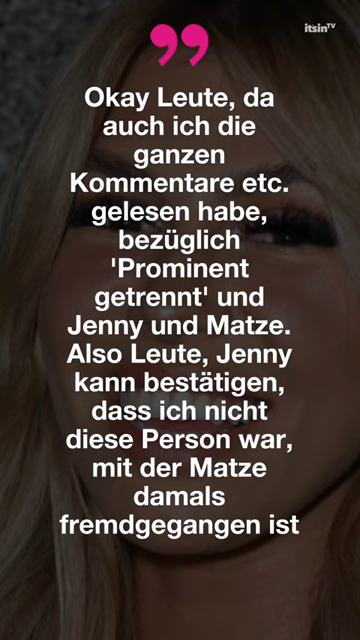 itsin TV
Okay Leute, da
auch ich die
ganzen
Kommentare etc.
gelesen habe,
bezüglich
'Prominent
getrennt' und
Jenny und Matze.
Also Leute, Jenny
kann bestätigen,
dass ich nicht
diese Person war,
mit der Matze
damals
fremdgegangen ist